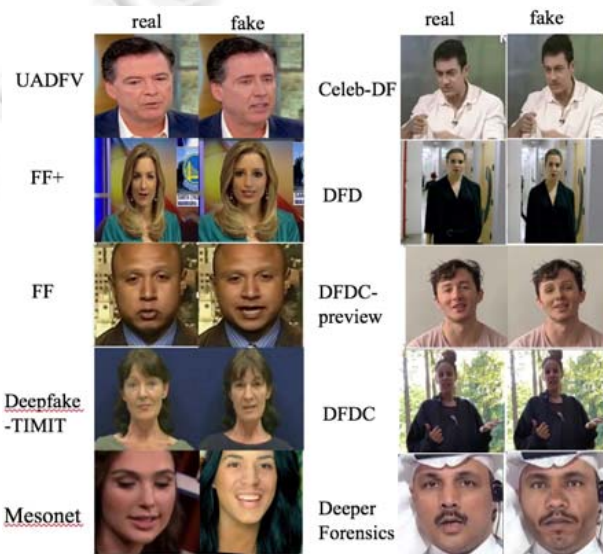 real fake
real fake
UADFV
Celeb-DF
FF+
DFD
FF
DFDC-
preview
Deepfake
-TIMIT
DFDC
Mesonet
Deeper
Forensics